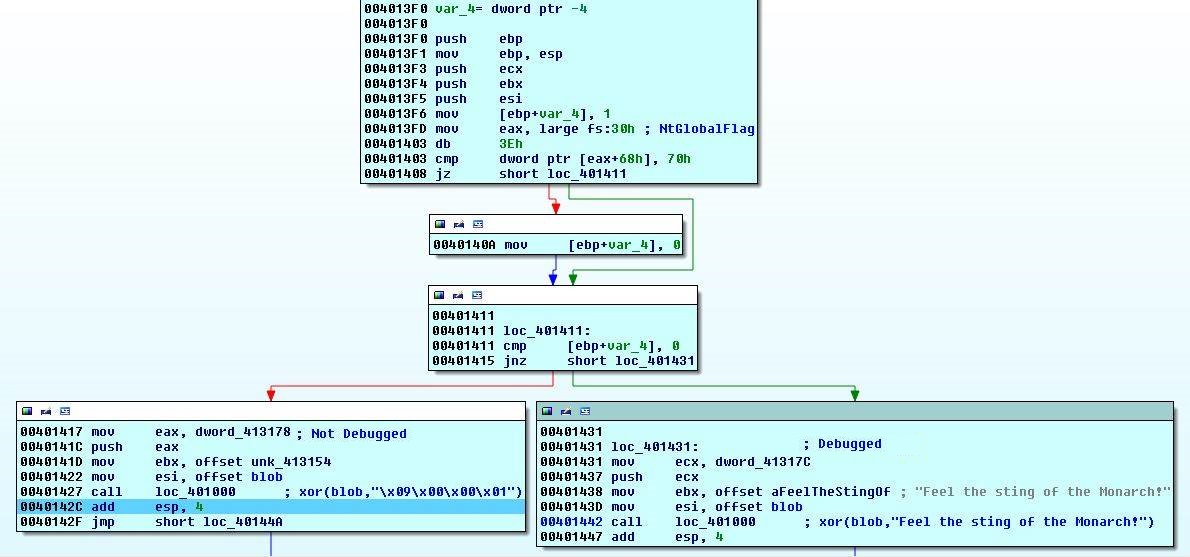 004013F0 var_4= dword ptr -4
004013F0
004013F0 push ebp
004013F1 mov ebp, esp
004013F3 push ecx
004013F4 push ebx
004013F5 push esi
004013F6 mov [ebp+var_4], 1
004013FD mov eax, large fs:30h ; NtGlobalFlag
00401403 db 3Eh
00401403 cmp dword ptr [eax+68h], 70h
00401408 jz short loc_401411
0040140A mov [ebp+var_4], 0
00401411
00401411 loc_401411:
00401411 cmp [ebp+var_4], 0
00401415 jnz short loc_401431
00401417 mov eax, dword_413178 ; Not Debugged
0040141C push eax
0040141D mov ebx, offset unk_413154
00401422 mov esi, offset blob
00401427 call loc_401000 ; xor(blob,"\x09\x00\x00\x01")
0040142C add esp, 4
0040142F jmp short loc_40144A
00401431
00401431 loc_401431: ; Debugged
00401431 mov ecx, dword_41317C
00401437 push ecx
00401438 mov ebx, offset aFeelTheStingOf ; "Feel the sting of the Monarch!"
0040143D mov esi, offset blob
00401442 call loc_401000 ; xor(blob,"Feel the sting of the Monarch!")
00401447 add esp, 4